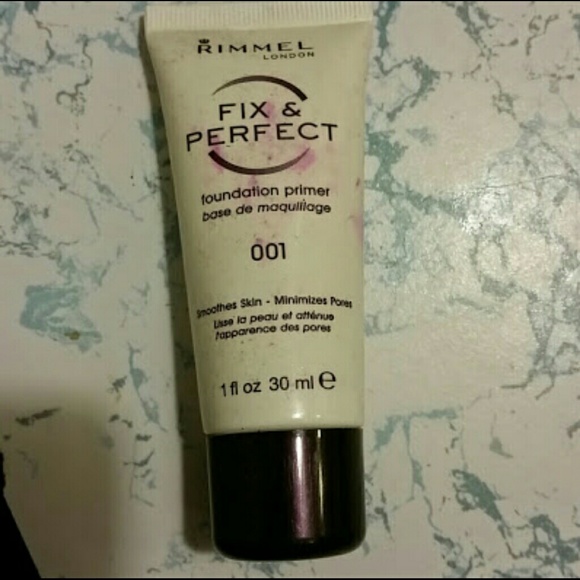 RIMMEL
LONDON
FIX &
PERFECT
foundation primer
base de maquillage
001
Smoothes Skin - Minimizes Pores
Lisse la peau et atténue
l'apparence des pores
1 fl oz 30 ml ℮